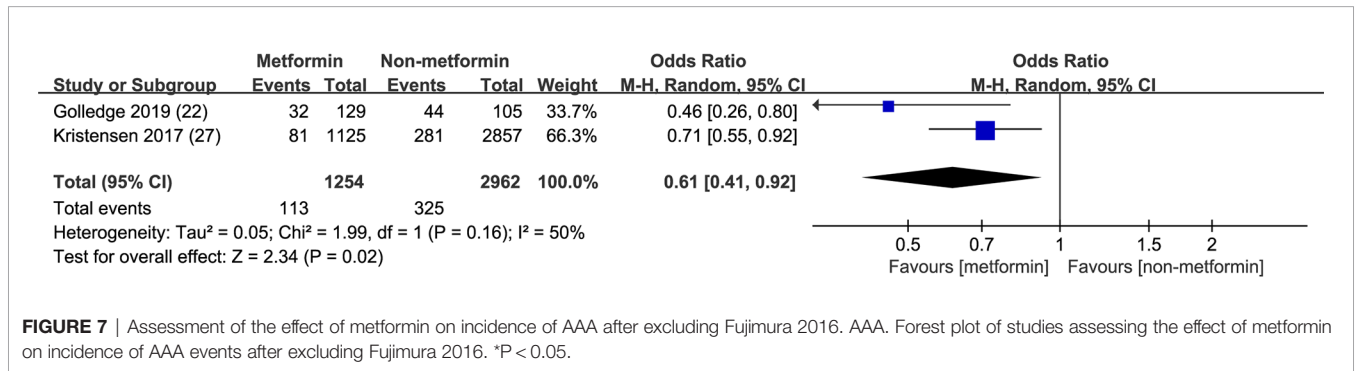 Metformin Non-metformin Odds Ratio Odds Ratio
Study or Subgroup Events Total Events Total Weight M-H, Random, 95% CI M-H, Random, 95% CI
Golledge 2019 (22) 32 129 44 105 33.7% 0.46 [0.26, 0.80]
Kristensen 2017 (27) 81 1125 281 2857 66.3% 0.71 [0.55, 0.92]
Total (95% CI) 1254 2962 100.0% 0.61 [0.41, 0.92]
Total events 113 325
Heterogeneity: Tau² = 0.05; Chi² = 1.99, df = 1 (P = 0.16); I² = 50%
Test for overall effect: Z = 2.34 (P = 0.02)
0.5 0.7 1 1.5 2
Favours [metformin] Favours [non-metformin]
FIGURE 7 | Assessment of the effect of metformin on incidence of AAA after excluding Fujimura 2016. AAA. Forest plot of studies assessing the effect of metformin
on incidence of AAA events after excluding Fujimura 2016. *P < 0.05.